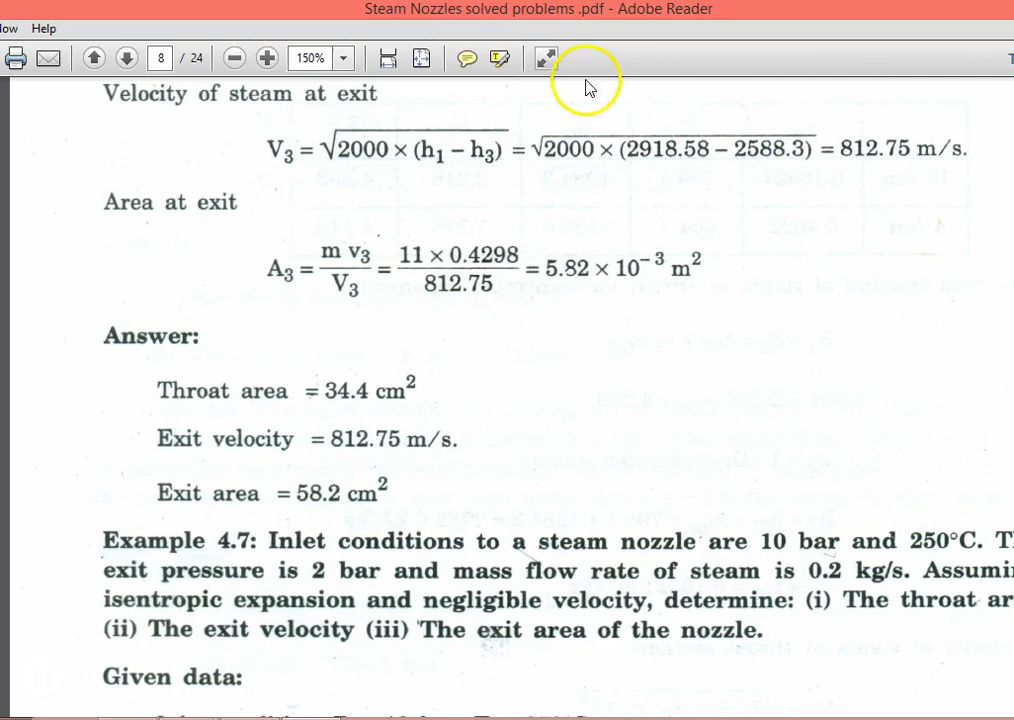 Steam Nozzles solved problems .pdf - Adobe Reader
ow Help
8 / 24 150%
Velocity of steam at exit
V₃ = √2000 × (h₁ − h₃) = √2000 × (2918.58 − 2588.3) = 812.75 m/s.
Area at exit
A₃ = m v₃ / V₃ = 11 × 0.4298 / 812.75 = 5.82 × 10⁻³ m²
Answer:
Throat area = 34.4 cm²
Exit velocity = 812.75 m/s.
Exit area = 58.2 cm²
Example 4.7: Inlet conditions to a steam nozzle are 10 bar and 250°C. T
exit pressure is 2 bar and mass flow rate of steam is 0.2 kg/s. Assumi
isentropic expansion and negligible velocity, determine: (i) The throat ar
(ii) The exit velocity (iii) The exit area of the nozzle.
Given data: